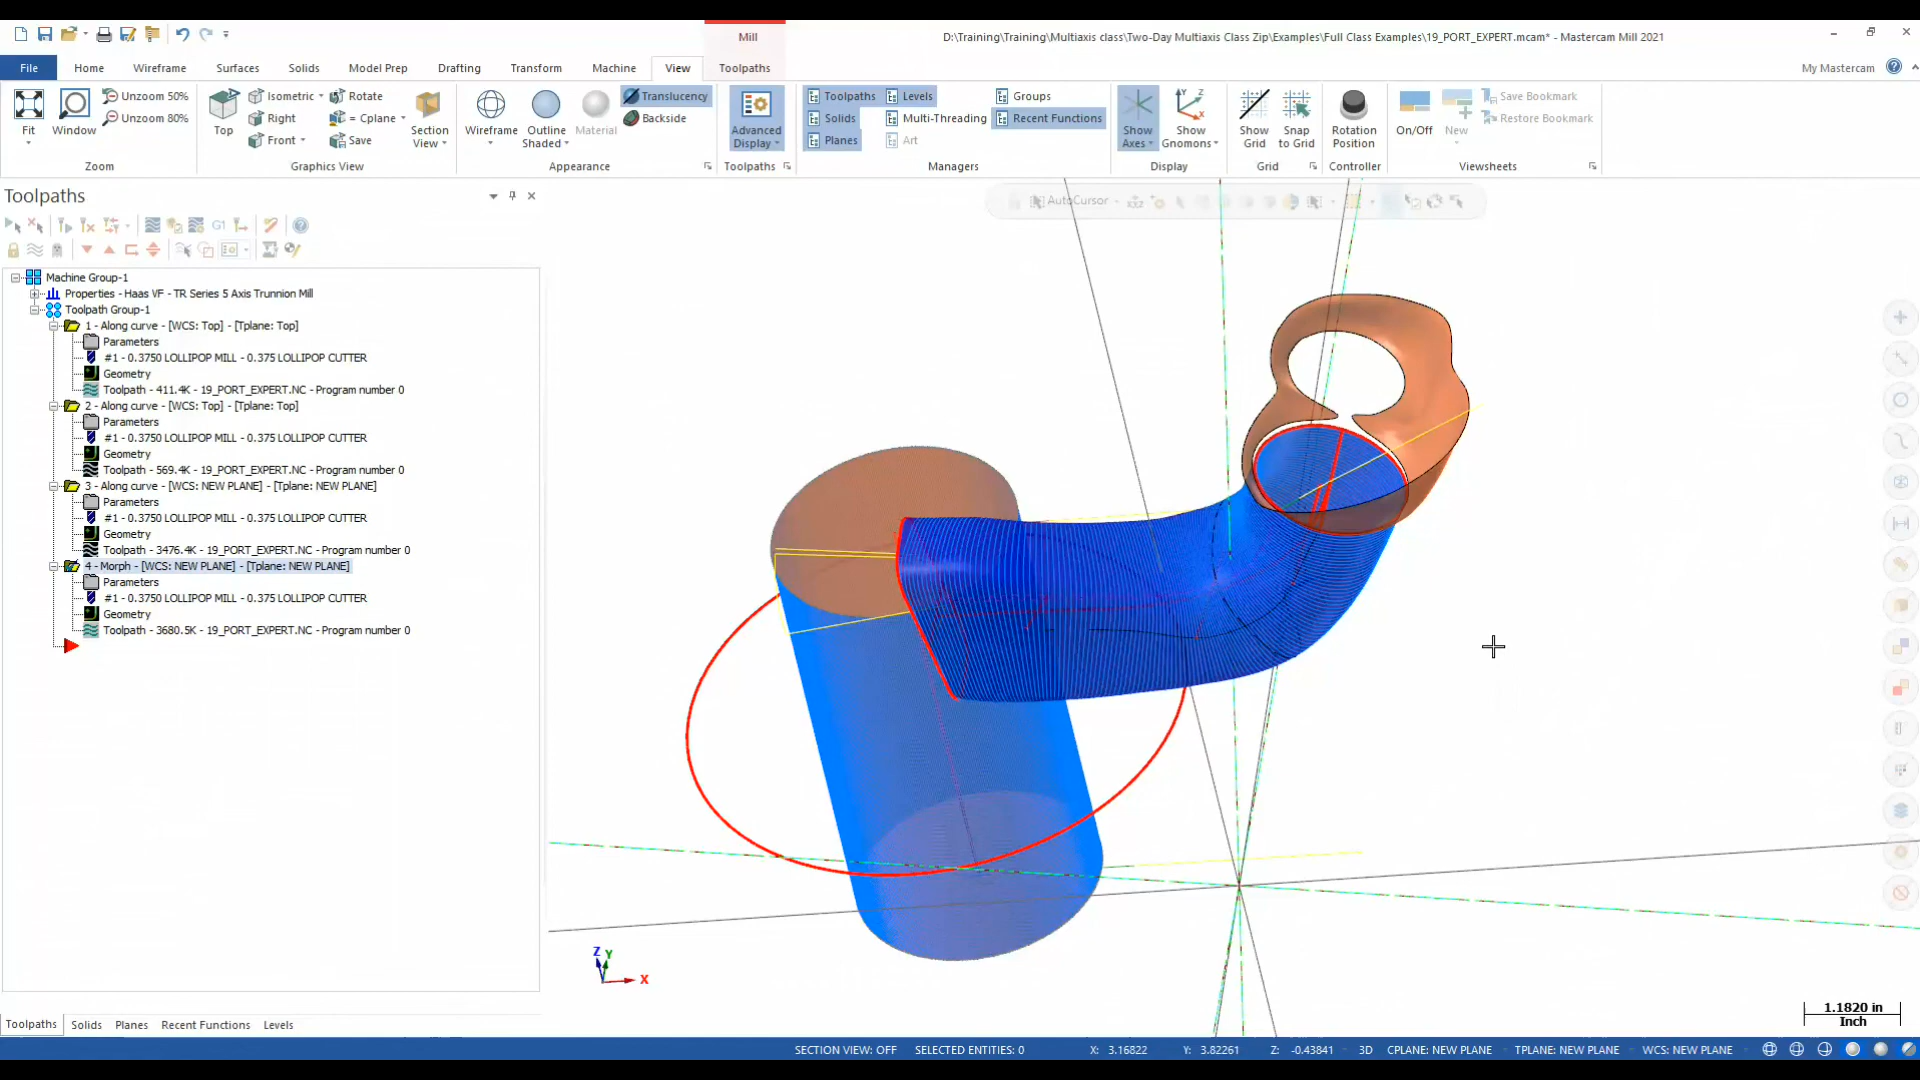 Mill
D:\Training\Training\Multiaxis class\Two-Day Multiaxis Class Zip\Examples\Full Class Examples\19_PORT_EXPERT.mcam* - Mastercam Mill 2021
File Home Wireframe Surfaces Solids Model Prep Drafting Transform Machine View Toolpaths My Mastercam
Unzoom 50% Isometric Rotate Translucency Toolpaths Levels Groups Save Bookmark
Unzoom 80% Right = Cplane Backside Solids Multi-Threading Recent Functions Restore Bookmark
Fit Window Top Front Save Section View Wireframe Outline Shaded Material Advanced Display Planes Art Show Axes Show Gnomons Show Grid Snap to Grid Rotation Position On/Off New
Zoom Graphics View Appearance Toolpaths Managers Display Grid Controller Viewsheets
Toolpaths
AutoCursor
G1
Machine Group-1
Properties - Haas VF - TR Series 5 Axis Trunnion Mill
Toolpath Group-1
1 - Along curve - [WCS: Top] - [Tplane: Top]
Parameters
#1 - 0.3750 LOLLIPOP MILL - 0.375 LOLLIPOP CUTTER
Geometry
Toolpath - 411.4K - 19_PORT_EXPERT.NC - Program number 0
2 - Along curve - [WCS: Top] - [Tplane: Top]
Parameters
#1 - 0.3750 LOLLIPOP MILL - 0.375 LOLLIPOP CUTTER
Geometry
Toolpath - 569.4K - 19_PORT_EXPERT.NC - Program number 0
3 - Along curve - [WCS: NEW PLANE] - [Tplane: NEW PLANE]
Parameters
#1 - 0.3750 LOLLIPOP MILL - 0.375 LOLLIPOP CUTTER
Geometry
Toolpath - 3476.4K - 19_PORT_EXPERT.NC - Program number 0
4 - Morph - [WCS: NEW PLANE] - [Tplane: NEW PLANE]
Parameters
#1 - 0.3750 LOLLIPOP MILL - 0.375 LOLLIPOP CUTTER
Geometry
Toolpath - 3680.5K - 19_PORT_EXPERT.NC - Program number 0
Z Y X
1.1820 in
Inch
Toolpaths Solids Planes Recent Functions Levels
SECTION VIEW: OFF SELECTED ENTITIES: 0 X: 3.16822 Y: 3.82261 Z: -0.43841 3D CPLANE: NEW PLANE TPLANE: NEW PLANE WCS: NEW PLANE